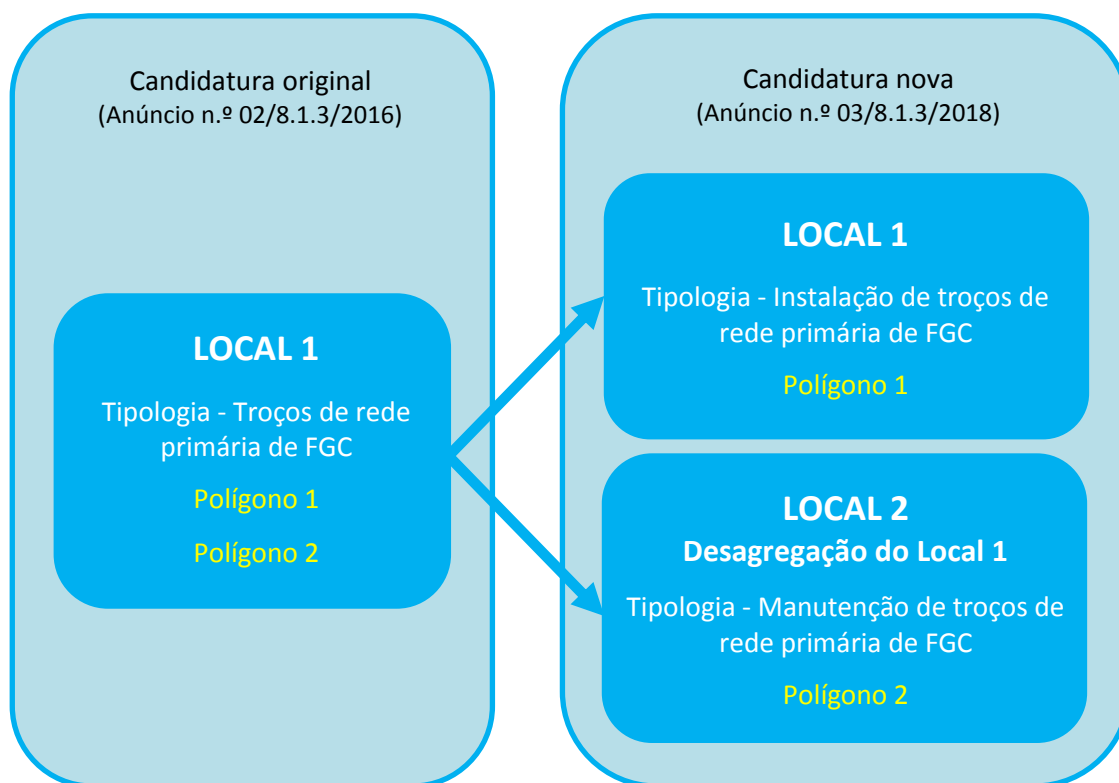 Candidatura original
(Anúncio n.º 02/8.1.3/2016)
LOCAL 1
Tipologia - Troços de rede
primária de FGC
Polígono 1
Polígono 2
Candidatura nova
(Anúncio n.º 03/8.1.3/2018)
LOCAL 1
Tipologia - Instalação de troços de
rede primária de FGC
Polígono 1
LOCAL 2
Desagregação do Local 1
Tipologia - Manutenção de troços de
rede primária de FGC
Polígono 2